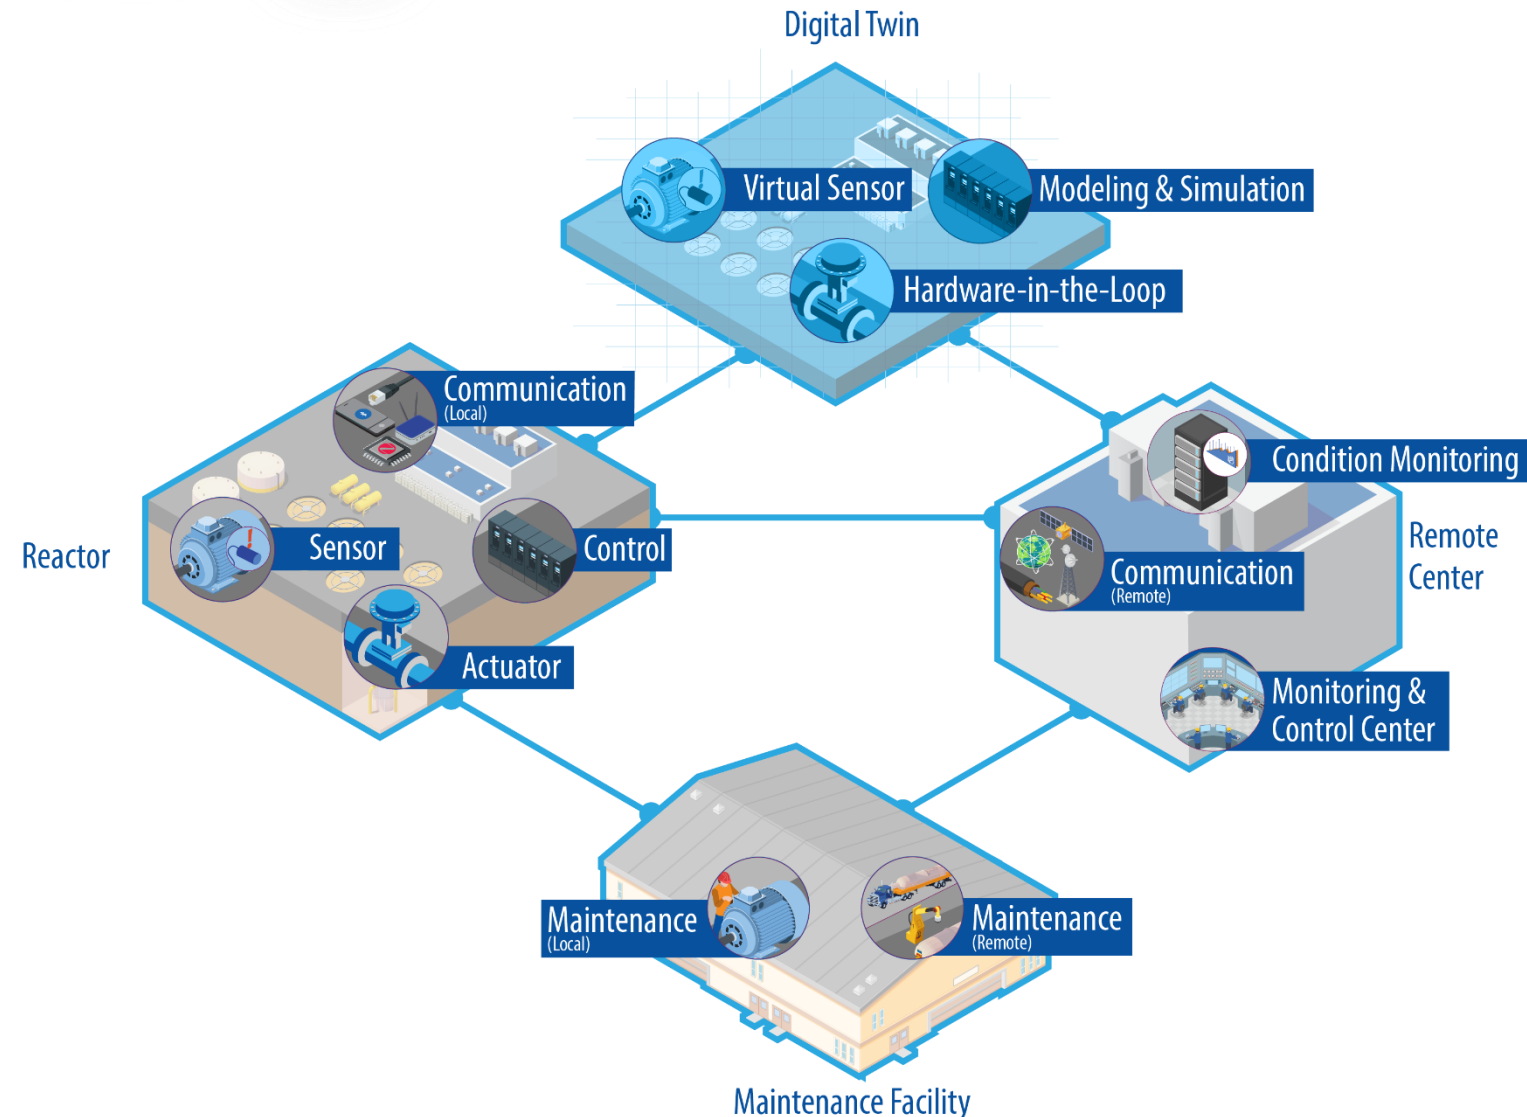 Digital Twin
Virtual Sensor
Modeling & Simulation
Hardware-in-the-Loop
Communication
(Local)
Sensor
Control
Actuator
Reactor
Condition Monitoring
Communication
(Remote)
Monitoring &
Control Center
Remote
Center
Maintenance
(Local)
Maintenance
(Remote)
Maintenance Facility